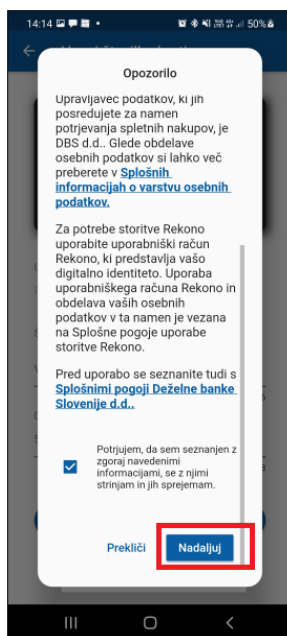 14:14
50%
Opozorilo
Upravljavec podatkov, ki jih
posredujete za namen
potrjevanja spletnih nakupov, je
DBS d.d.. Glede obdelave
osebnih podatkov si lahko več
preberete v Splošnih
informacijah o varstvu osebnih
podatkov.
Za potrebe storitve Rekono
uporabite uporabniški račun
Rekono, ki predstavlja vašo
digitalno identiteto. Uporaba
uporabniškega računa Rekono in
obdelava vaših osebnih
podatkov v ta namen je vezana
na Splošne pogoje uporabe
storitve Rekono.
Pred uporabo se seznanite tudi s
Splošnimi pogoji Deželne banke
Slovenije d.d..
Potrjujem, da sem seznanjen z
zgoraj navedenimi
informacijami, se z njimi
strinjam in jih sprejemam.
Prekliči
Nadaljuj